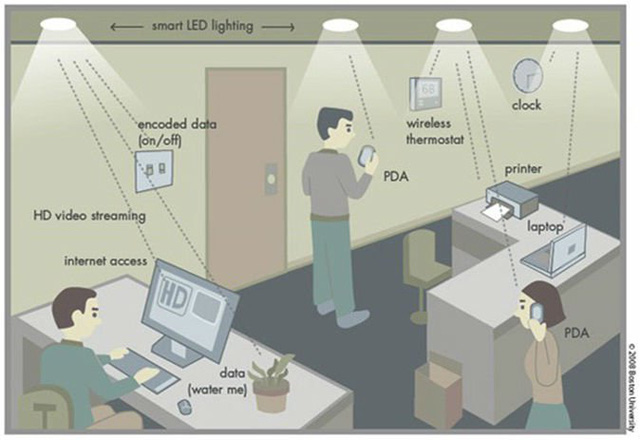 smart LED lighting
encoded data
(on/off)
68
wireless
thermostat
clock
PDA
printer
HD video streaming
laptop
internet access
HD
PDA
data
(water me)
© 2008 Boston University